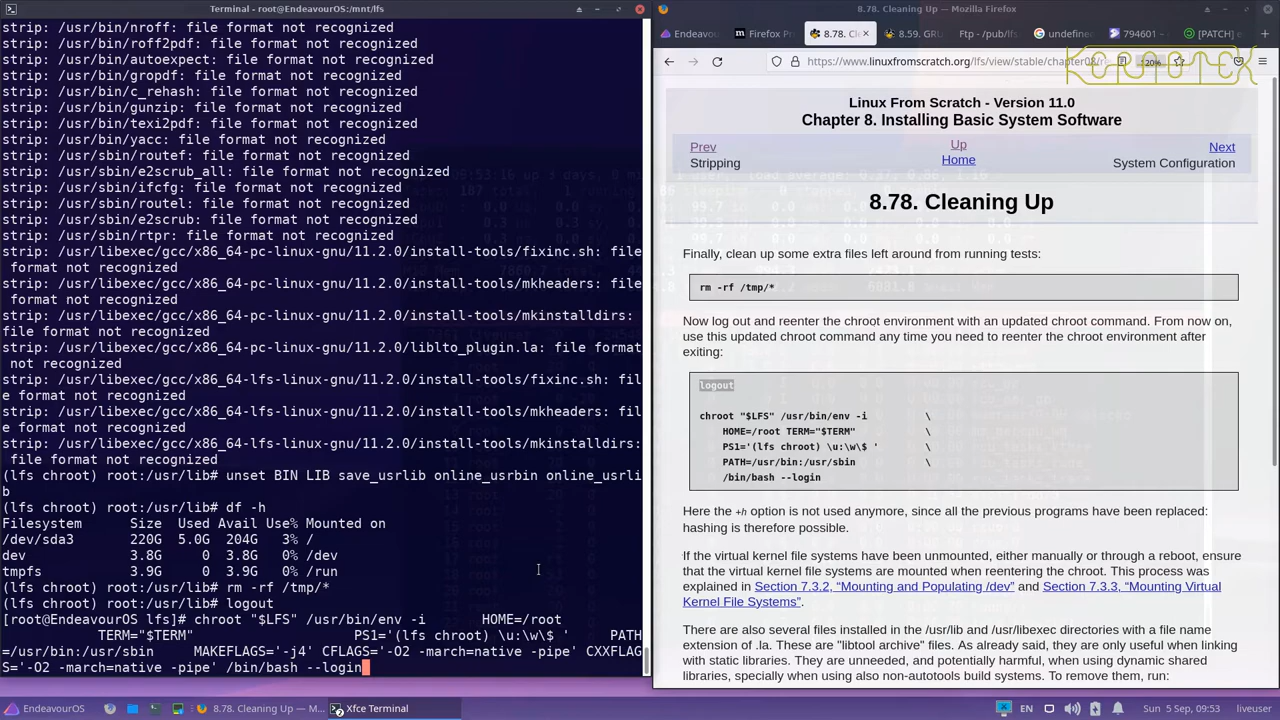 Terminal - root@EndeavourOS:/mnt/lfs
strip: /usr/bin/nroff: file format not recognized
strip: /usr/bin/roff2pdf: file format not recognized
strip: /usr/bin/autoexpect: file format not recognized
strip: /usr/bin/gropdf: file format not recognized
strip: /usr/bin/c_rehash: file format not recognized
strip: /usr/bin/gunzip: file format not recognized
strip: /usr/bin/texi2pdf: file format not recognized
strip: /usr/bin/yacc: file format not recognized
strip: /usr/sbin/routef: file format not recognized
strip: /usr/sbin/e2scrub_all: file format not recognized
strip: /usr/sbin/ifcfg: file format not recognized
strip: /usr/sbin/routel: file format not recognized
strip: /usr/sbin/e2scrub: file format not recognized
strip: /usr/sbin/rtpr: file format not recognized
strip: /usr/libexec/gcc/x86_64-pc-linux-gnu/11.2.0/install-tools/fixinc.sh: file
format not recognized
strip: /usr/libexec/gcc/x86_64-pc-linux-gnu/11.2.0/install-tools/mkheaders: file
format not recognized
strip: /usr/libexec/gcc/x86_64-pc-linux-gnu/11.2.0/install-tools/mkinstalldirs:
file format not recognized
strip: /usr/libexec/gcc/x86_64-pc-linux-gnu/11.2.0/liblto_plugin.la: file format
not recognized
strip: /usr/libexec/gcc/x86_64-lfs-linux-gnu/11.2.0/install-tools/fixinc.sh: fil
e format not recognized
strip: /usr/libexec/gcc/x86_64-lfs-linux-gnu/11.2.0/install-tools/mkheaders: fil
e format not recognized
strip: /usr/libexec/gcc/x86_64-lfs-linux-gnu/11.2.0/install-tools/mkinstalldirs:
file format not recognized
(lfs chroot) root:/usr/lib# unset BIN LIB save_usrlib online_usrbin online_usrli
b
(lfs chroot) root:/usr/lib# df -h
Filesystem Size Used Avail Use% Mounted on
/dev/sda3 220G 5.0G 204G 3% /
dev 3.8G 0 3.8G 0% /dev
tmpfs 3.9G 0 3.9G 0% /run
(lfs chroot) root:/usr/lib# rm -rf /tmp/*
(lfs chroot) root:/usr/lib# logout
[root@EndeavourOS lfs]# chroot "$LFS" /usr/bin/env -i HOME=/root
TERM="$TERM" PS1='(lfs chroot) \u:\w\$ ' PATH
=/usr/bin:/usr/sbin MAKEFLAGS='-j4' CFLAGS='-O2 -march=native -pipe' CXXFLAG
S='-O2 -march=native -pipe' /bin/bash --login
8.78. Cleaning Up — Mozilla Firefox
Endeavou
Firefox Pr
8.78. Cle
8.59. GRU
Ftp - /pub/lfs
undefined
794601 -
[PATCH] e
https://www.linuxfromscratch.org/lfs/view/stable/chapter08/
120%
Linux From Scratch - Version 11.0
Chapter 8. Installing Basic System Software
Prev
Up
Next
Stripping
Home
System Configuration
8.78. Cleaning Up
Finally, clean up some extra files left around from running tests:
rm -rf /tmp/*
Now log out and reenter the chroot environment with an updated chroot command. From now on,
use this updated chroot command any time you need to reenter the chroot environment after
exiting:
logout
chroot "$LFS" /usr/bin/env -i \
HOME=/root TERM="$TERM" \
PS1='(lfs chroot) \u:\w\$ ' \
PATH=/usr/bin:/usr/sbin \
/bin/bash --login
Here the +h option is not used anymore, since all the previous programs have been replaced:
hashing is therefore possible.
If the virtual kernel file systems have been unmounted, either manually or through a reboot, ensure
that the virtual kernel file systems are mounted when reentering the chroot. This process was
explained in Section 7.3.2, “Mounting and Populating /dev” and Section 7.3.3, “Mounting Virtual
Kernel File Systems”.
There are also several files installed in the /usr/lib and /usr/libexec directories with a file name
extension of .la. These are "libtool archive" files. As already said, they are only useful when linking
with static libraries. They are unneeded, and potentially harmful, when using dynamic shared
libraries, specially when using also non-autotools build systems. To remove them, run:
EndeavourOS
8.78. Cleaning Up — M...
Xfce Terminal
EN
Sun 5 Sep, 09:53
liveuser